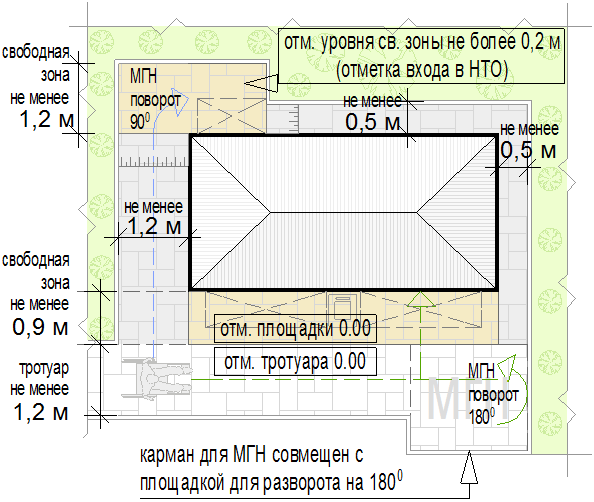 отм. уровня св. зоны не более 0,2 м
(отметка входа в НТО)
свободная
зона
не менее
1,2 м
МГН
поворот
90⁰
не менее
0,5 м
не менее
0,5 м
не менее
1,2 м
свободная
зона
не менее
0,9 м
отм. площадки 0.00
отм. тротуара 0.00
тротуар
не менее
1,2 м
МГН
МГН
поворот
180⁰
карман для МГН совмещен с
площадкой для разворота на 180⁰